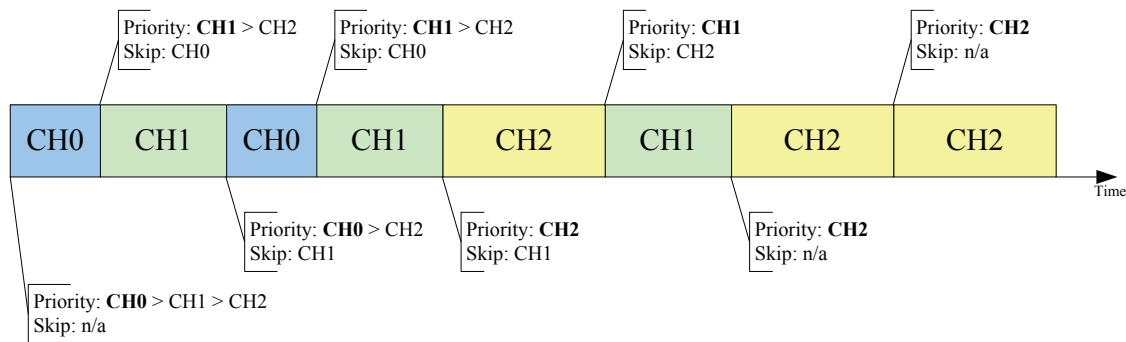 Priority: CH1 > CH2
Skip: CH0
Priority: CH1 > CH2
Skip: CH0
Priority: CH1
Skip: CH2
Priority: CH2
Skip: n/a
CH0
CH1
CH0
CH1
CH2
CH1
CH2
CH2
Time
Priority: CH0 > CH2
Skip: CH1
Priority: CH2
Skip: CH1
Priority: CH2
Skip: n/a
Priority: CH0 > CH1 > CH2
Skip: n/a